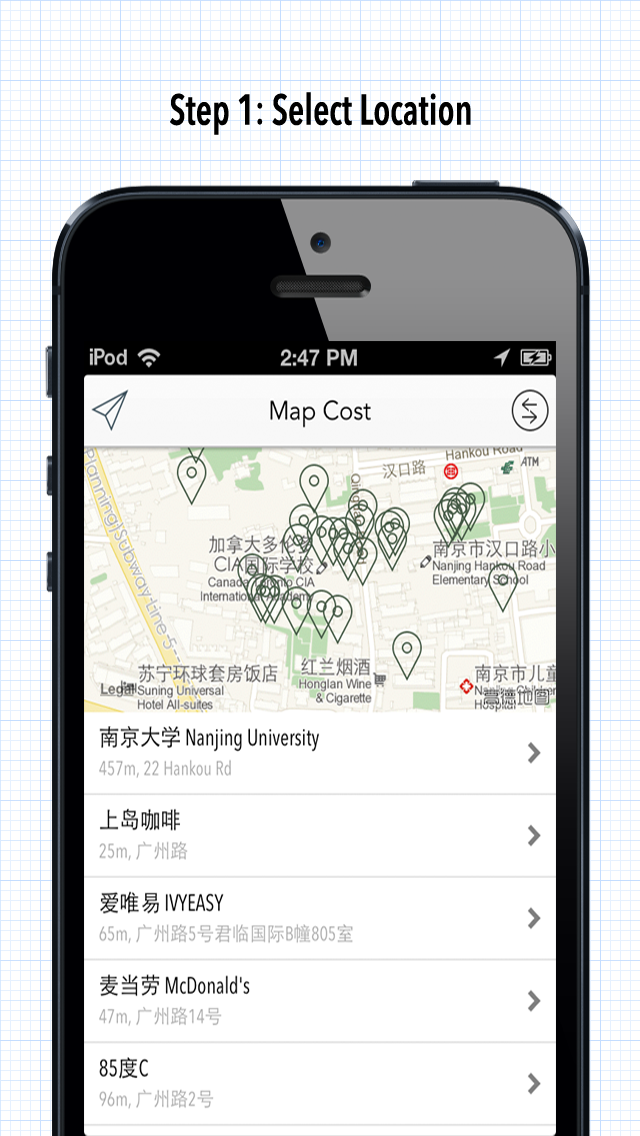 Step 1: Select Location
iPod
2:47 PM
Map Cost
Planning Subway Line 5
汉口路
Hankou Road
ATM
加拿大多伦多
CIA国际学校
Canada Toronto CIA
International Academy
南京市汉口路小
Nanjing Hankou Road
Elementary School
苏宁环球套房饭店
Suning Universal
Hotel All-suites
Legal
红兰烟酒
Honglan Wine
& Cigarette
南京市儿童
Nanjing Children
Hospital
高德地图
南京大学 Nanjing University
457m, 22 Hankou Rd
上岛咖啡
25m, 广州路
爱唯易 IVYEASY
65m, 广州路5号君临国际B幢805室
麦当劳 McDonald's
47m, 广州路14号
85度C
96m, 广州路2号